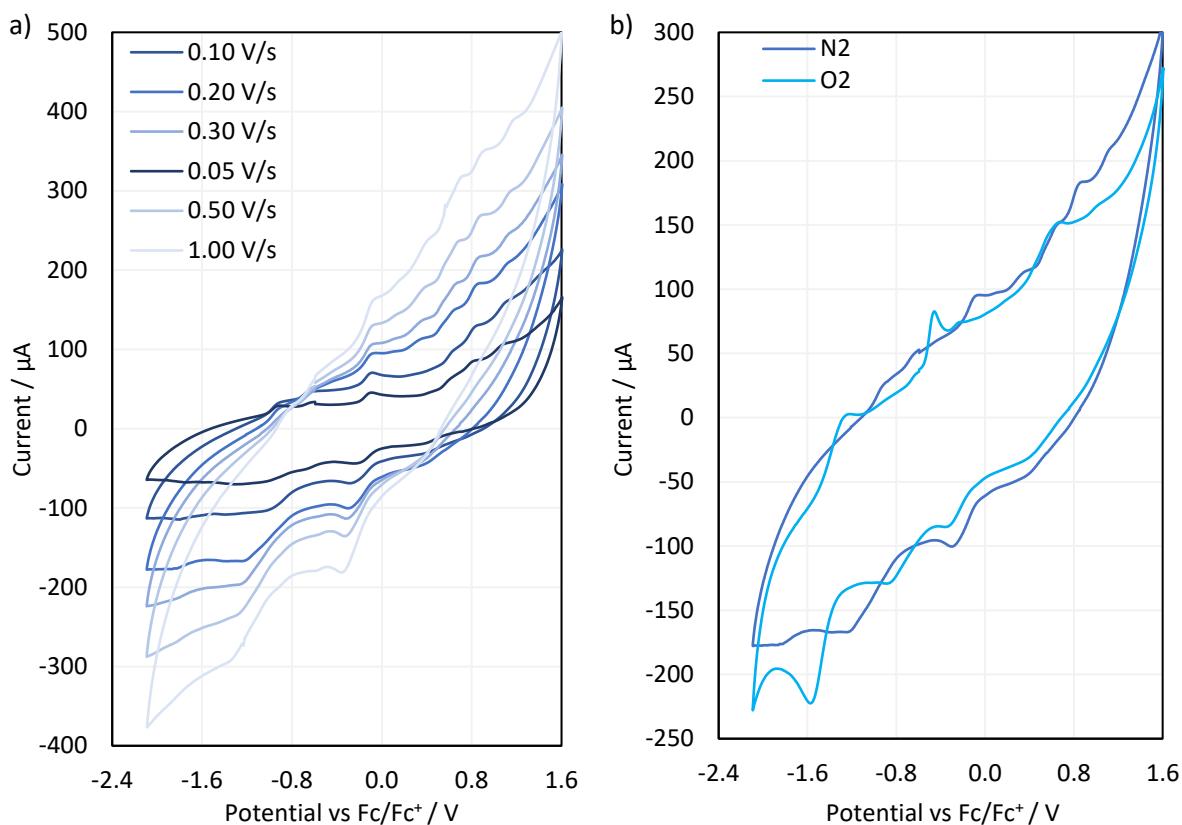 a)
500
400
300
200
100
0
-100
-200
-300
-400
Current / µA
0.10 V/s
0.20 V/s
0.30 V/s
0.05 V/s
0.50 V/s
1.00 V/s
-2.4 -1.6 -0.8 0.0 0.8 1.6
Potential vs Fc/Fc⁺ / V
b)
300
250
200
150
100
50
0
-50
-100
-150
-200
-250
Current / µA
N2
O2
-2.4 -1.6 -0.8 0.0 0.8 1.6
Potential vs Fc/Fc⁺ / V